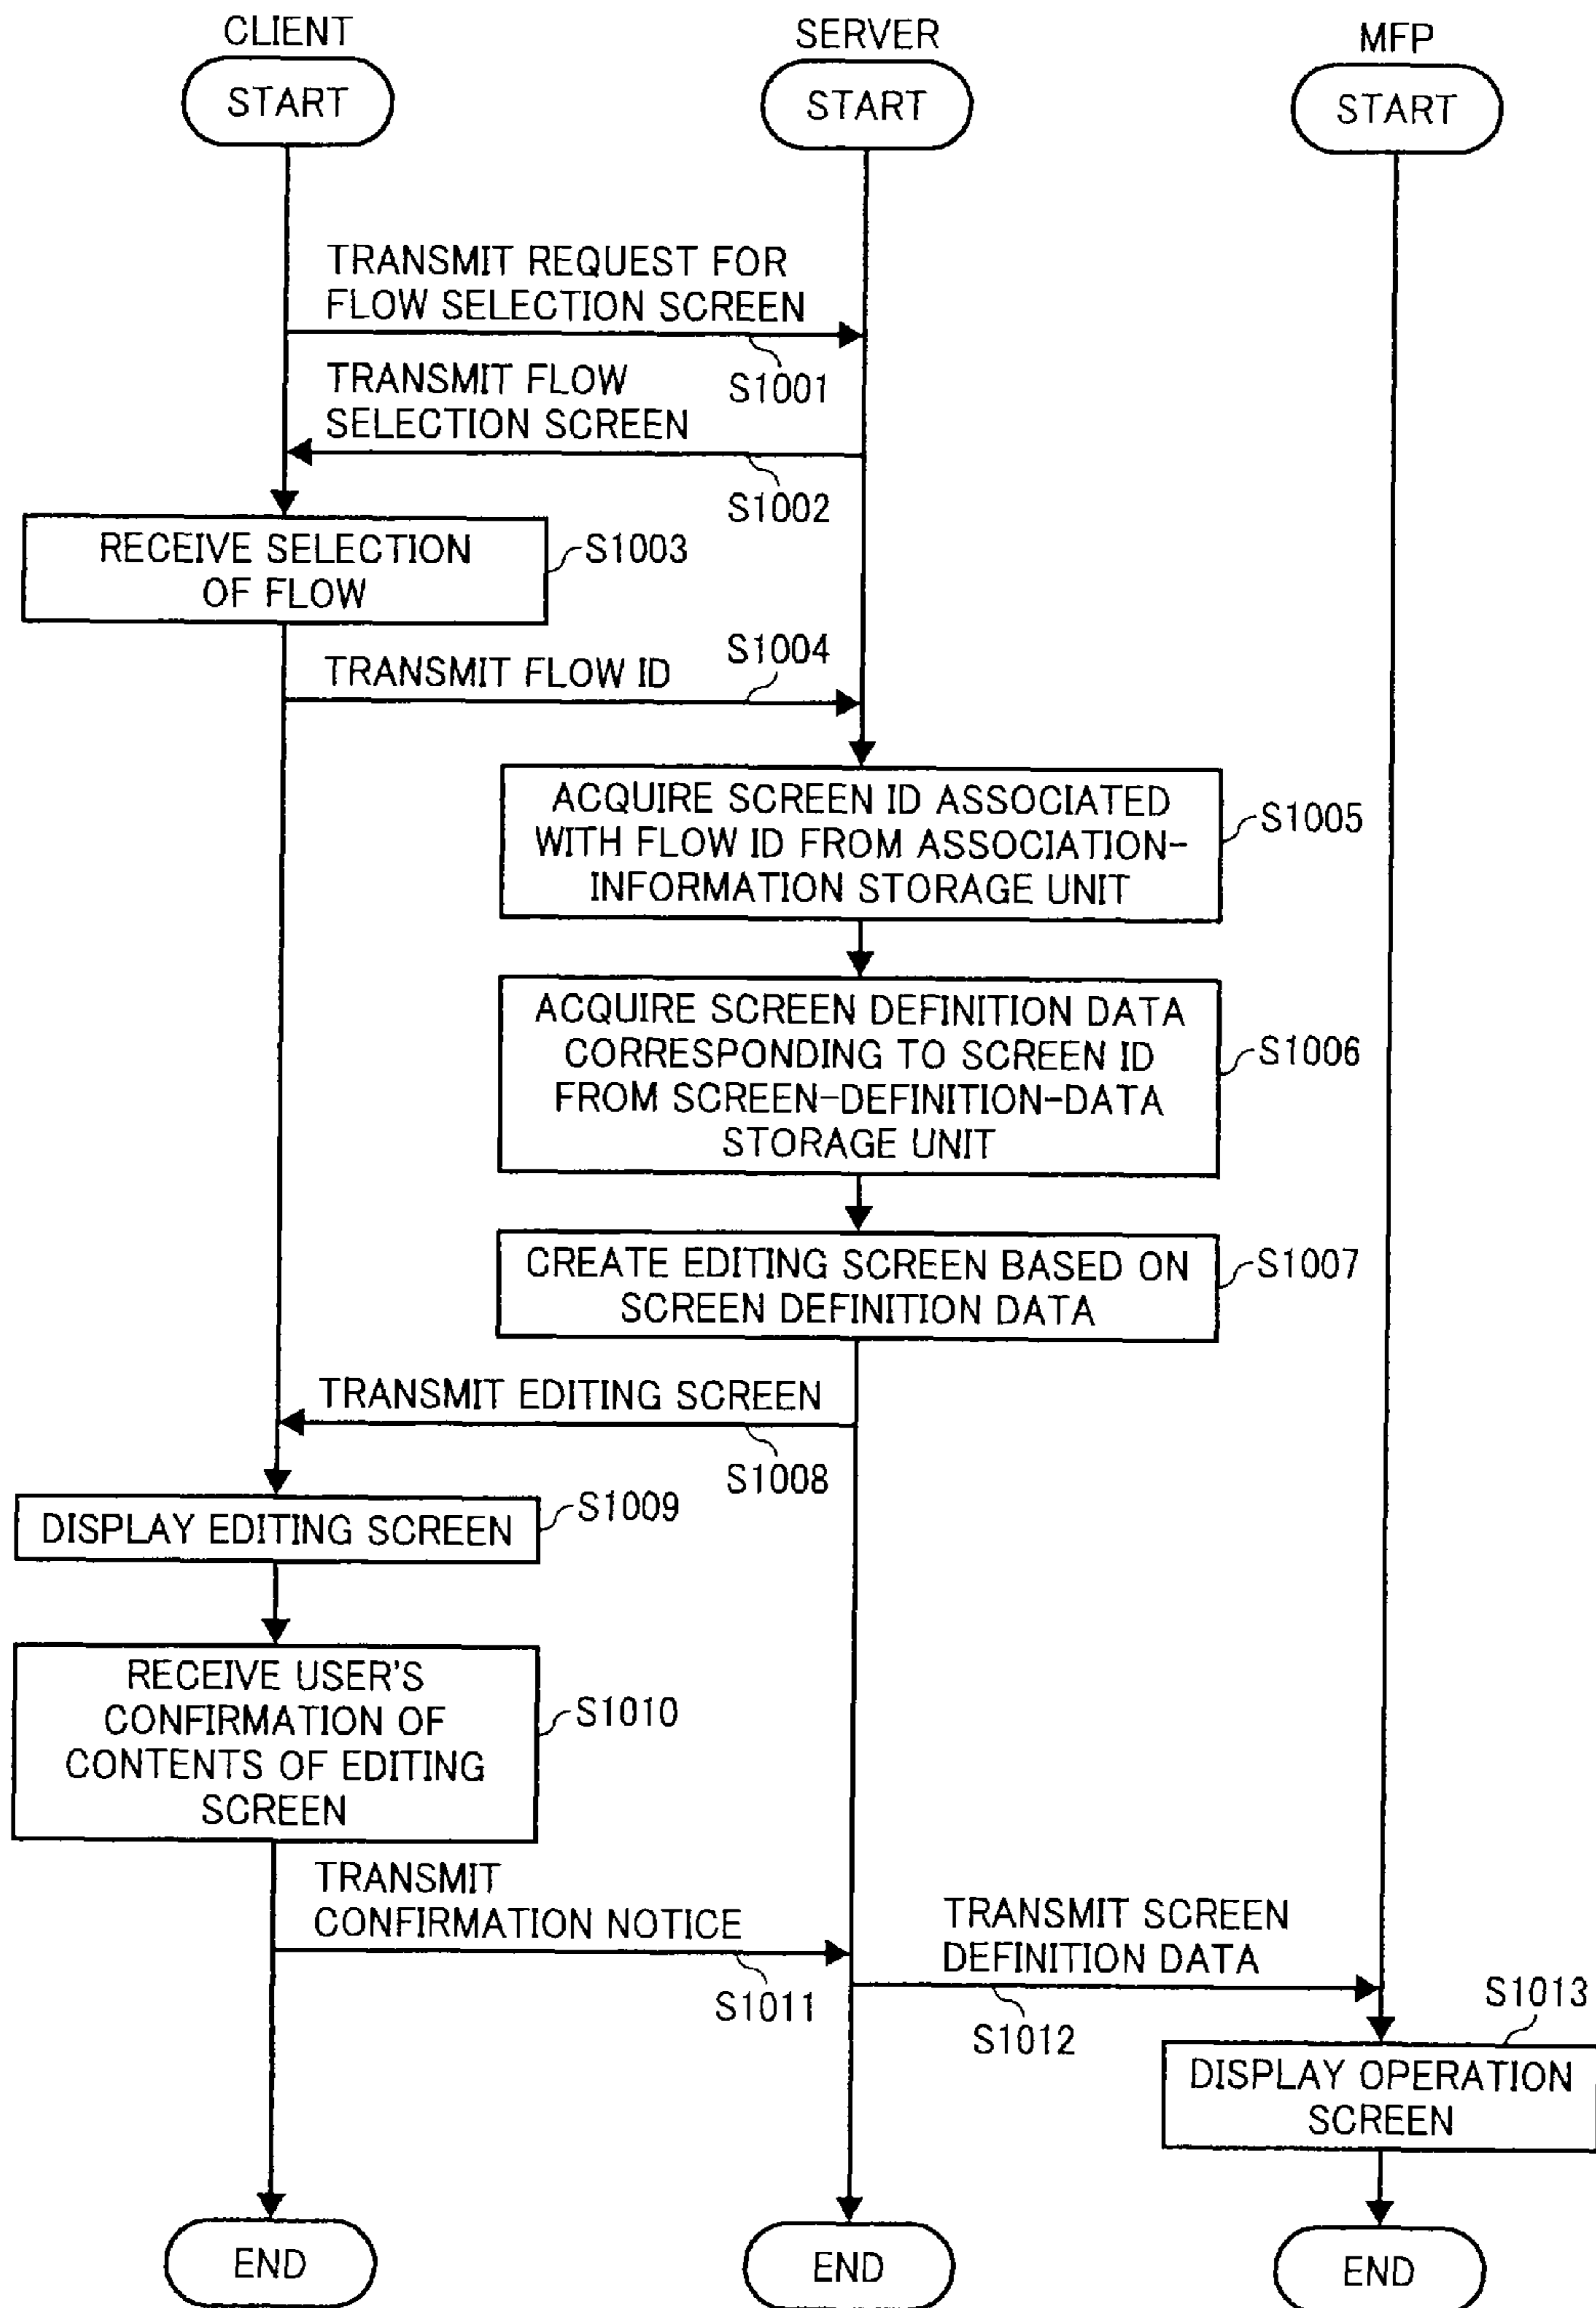 CLIENT
SERVER
MFP
START
START
START
TRANSMIT REQUEST FOR
FLOW SELECTION SCREEN
S1001
TRANSMIT FLOW
SELECTION SCREEN
S1002
RECEIVE SELECTION
OF FLOW
S1003
TRANSMIT FLOW ID
S1004
ACQUIRE SCREEN ID ASSOCIATED
WITH FLOW ID FROM ASSOCIATION-
INFORMATION STORAGE UNIT
S1005
ACQUIRE SCREEN DEFINITION DATA
CORRESPONDING TO SCREEN ID
FROM SCREEN-DEFINITION-DATA
STORAGE UNIT
S1006
CREATE EDITING SCREEN BASED ON
SCREEN DEFINITION DATA
S1007
TRANSMIT EDITING SCREEN
S1008
DISPLAY EDITING SCREEN
S1009
RECEIVE USER'S
CONFIRMATION OF
CONTENTS OF EDITING
SCREEN
S1010
TRANSMIT
CONFIRMATION NOTICE
S1011
TRANSMIT SCREEN
DEFINITION DATA
S1012
S1013
DISPLAY OPERATION
SCREEN
END
END
END